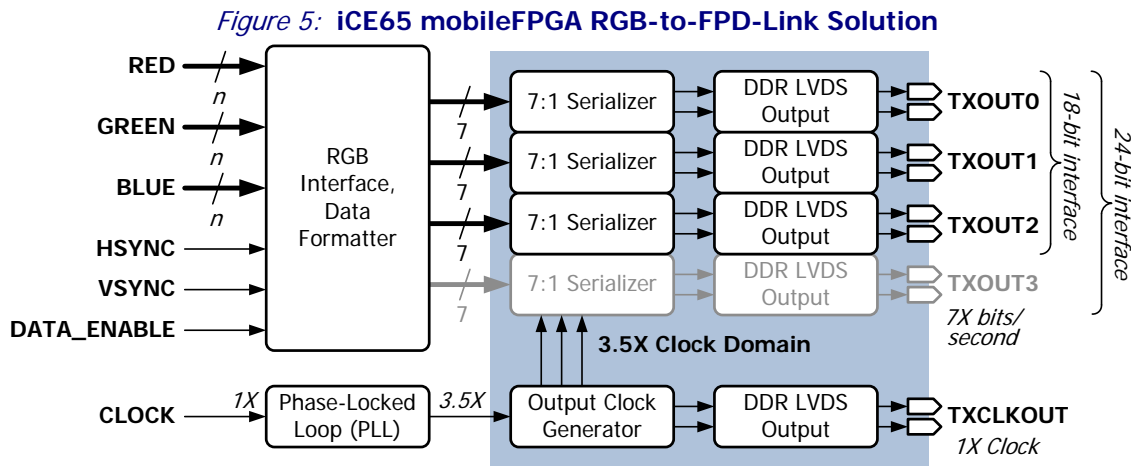 Figure 5: iCE65 mobileFPGA RGB-to-FPD-Link Solution
RED
n
GREEN
n
BLUE
n
HSYNC
VSYNC
DATA_ENABLE
RGB
Interface,
Data
Formatter
7
7
7
7
7:1 Serializer
7:1 Serializer
7:1 Serializer
7:1 Serializer
DDR LVDS
Output
DDR LVDS
Output
DDR LVDS
Output
DDR LVDS
Output
TXOUT0
TXOUT1
TXOUT2
TXOUT3
7X bits/
second
18-bit interface
24-bit interface
3.5X Clock Domain
CLOCK
1X
Phase-Locked
Loop (PLL)
3.5X
Output Clock
Generator
DDR LVDS
Output
TXCLKOUT
1X Clock